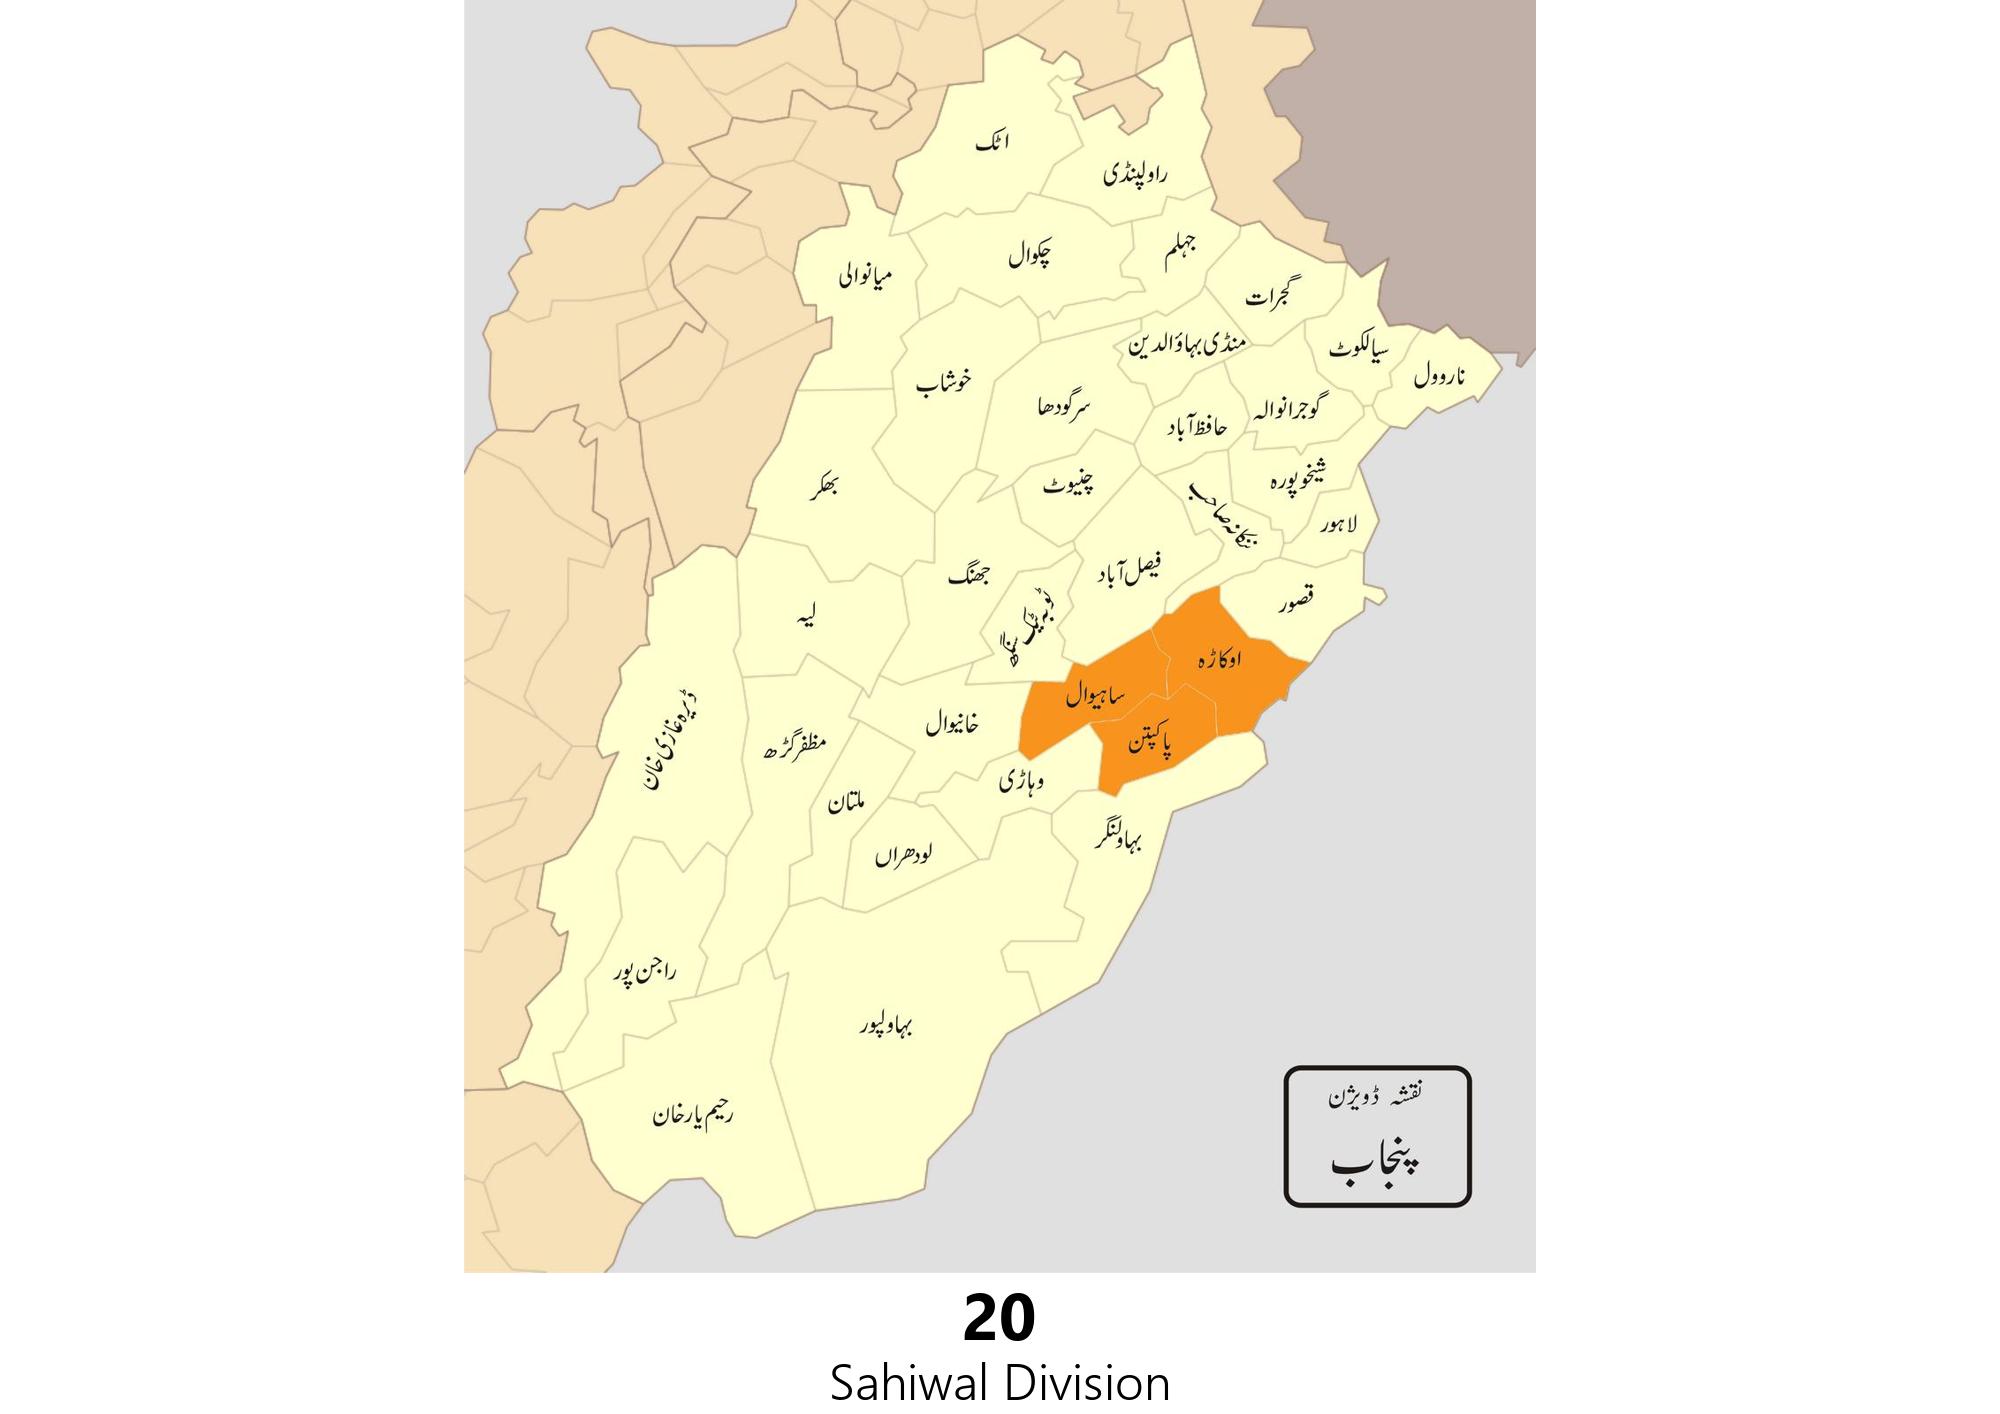 اٹک
راولپنڈی
چکوال
جہلم
میانوالی
گجرات
منڈی بہاؤالدین
سیالکوٹ
نارووال
خوشاب
سرگودھا
حافظ آباد
گوجرانوالہ
بھکر
چنیوٹ
شیخوپورہ
ننکانہ صاحب
لاہور
جھنگ
فیصل آباد
ٹوبہ ٹیک سنگھ
قصور
لیہ
اوکاڑہ
ساہیوال
ڈیرہ غازی خان
مظفر گڑھ
خانیوال
پاکپتن
وہاڑی
ملتان
لودھراں
بہاولنگر
راجن پور
بہاولپور
رحیم یار خان
نقشہ ڈویژن
پنجاب
20
Sahiwal Division